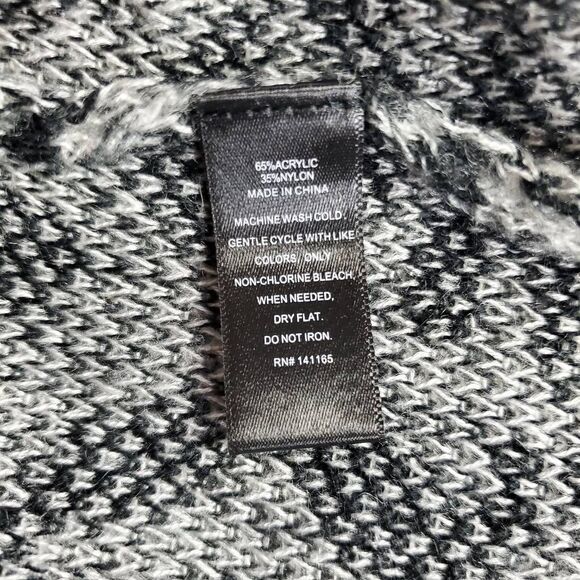 65%ACRYLIC
35%NYLON
MADE IN CHINA
MACHINE WASH COLD.
GENTLE CYCLE WITH LIKE
COLORS. ONLY
NON-CHLORINE BLEACH,
WHEN NEEDED,
DRY FLAT.
DO NOT IRON.
RN# 141165